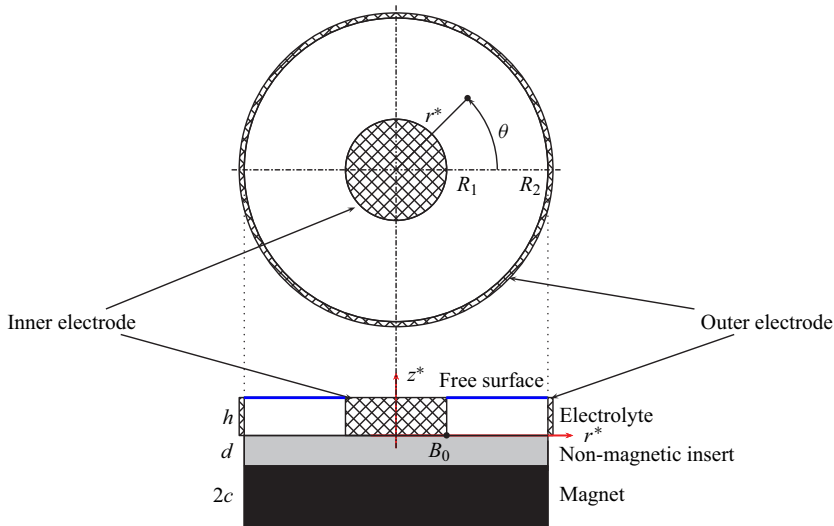 r*
θ
R₁
R₂
Inner electrode
Outer electrode
z*
Free surface
h
Electrolyte
r*
d
B₀
Non-magnetic insert
2c
Magnet